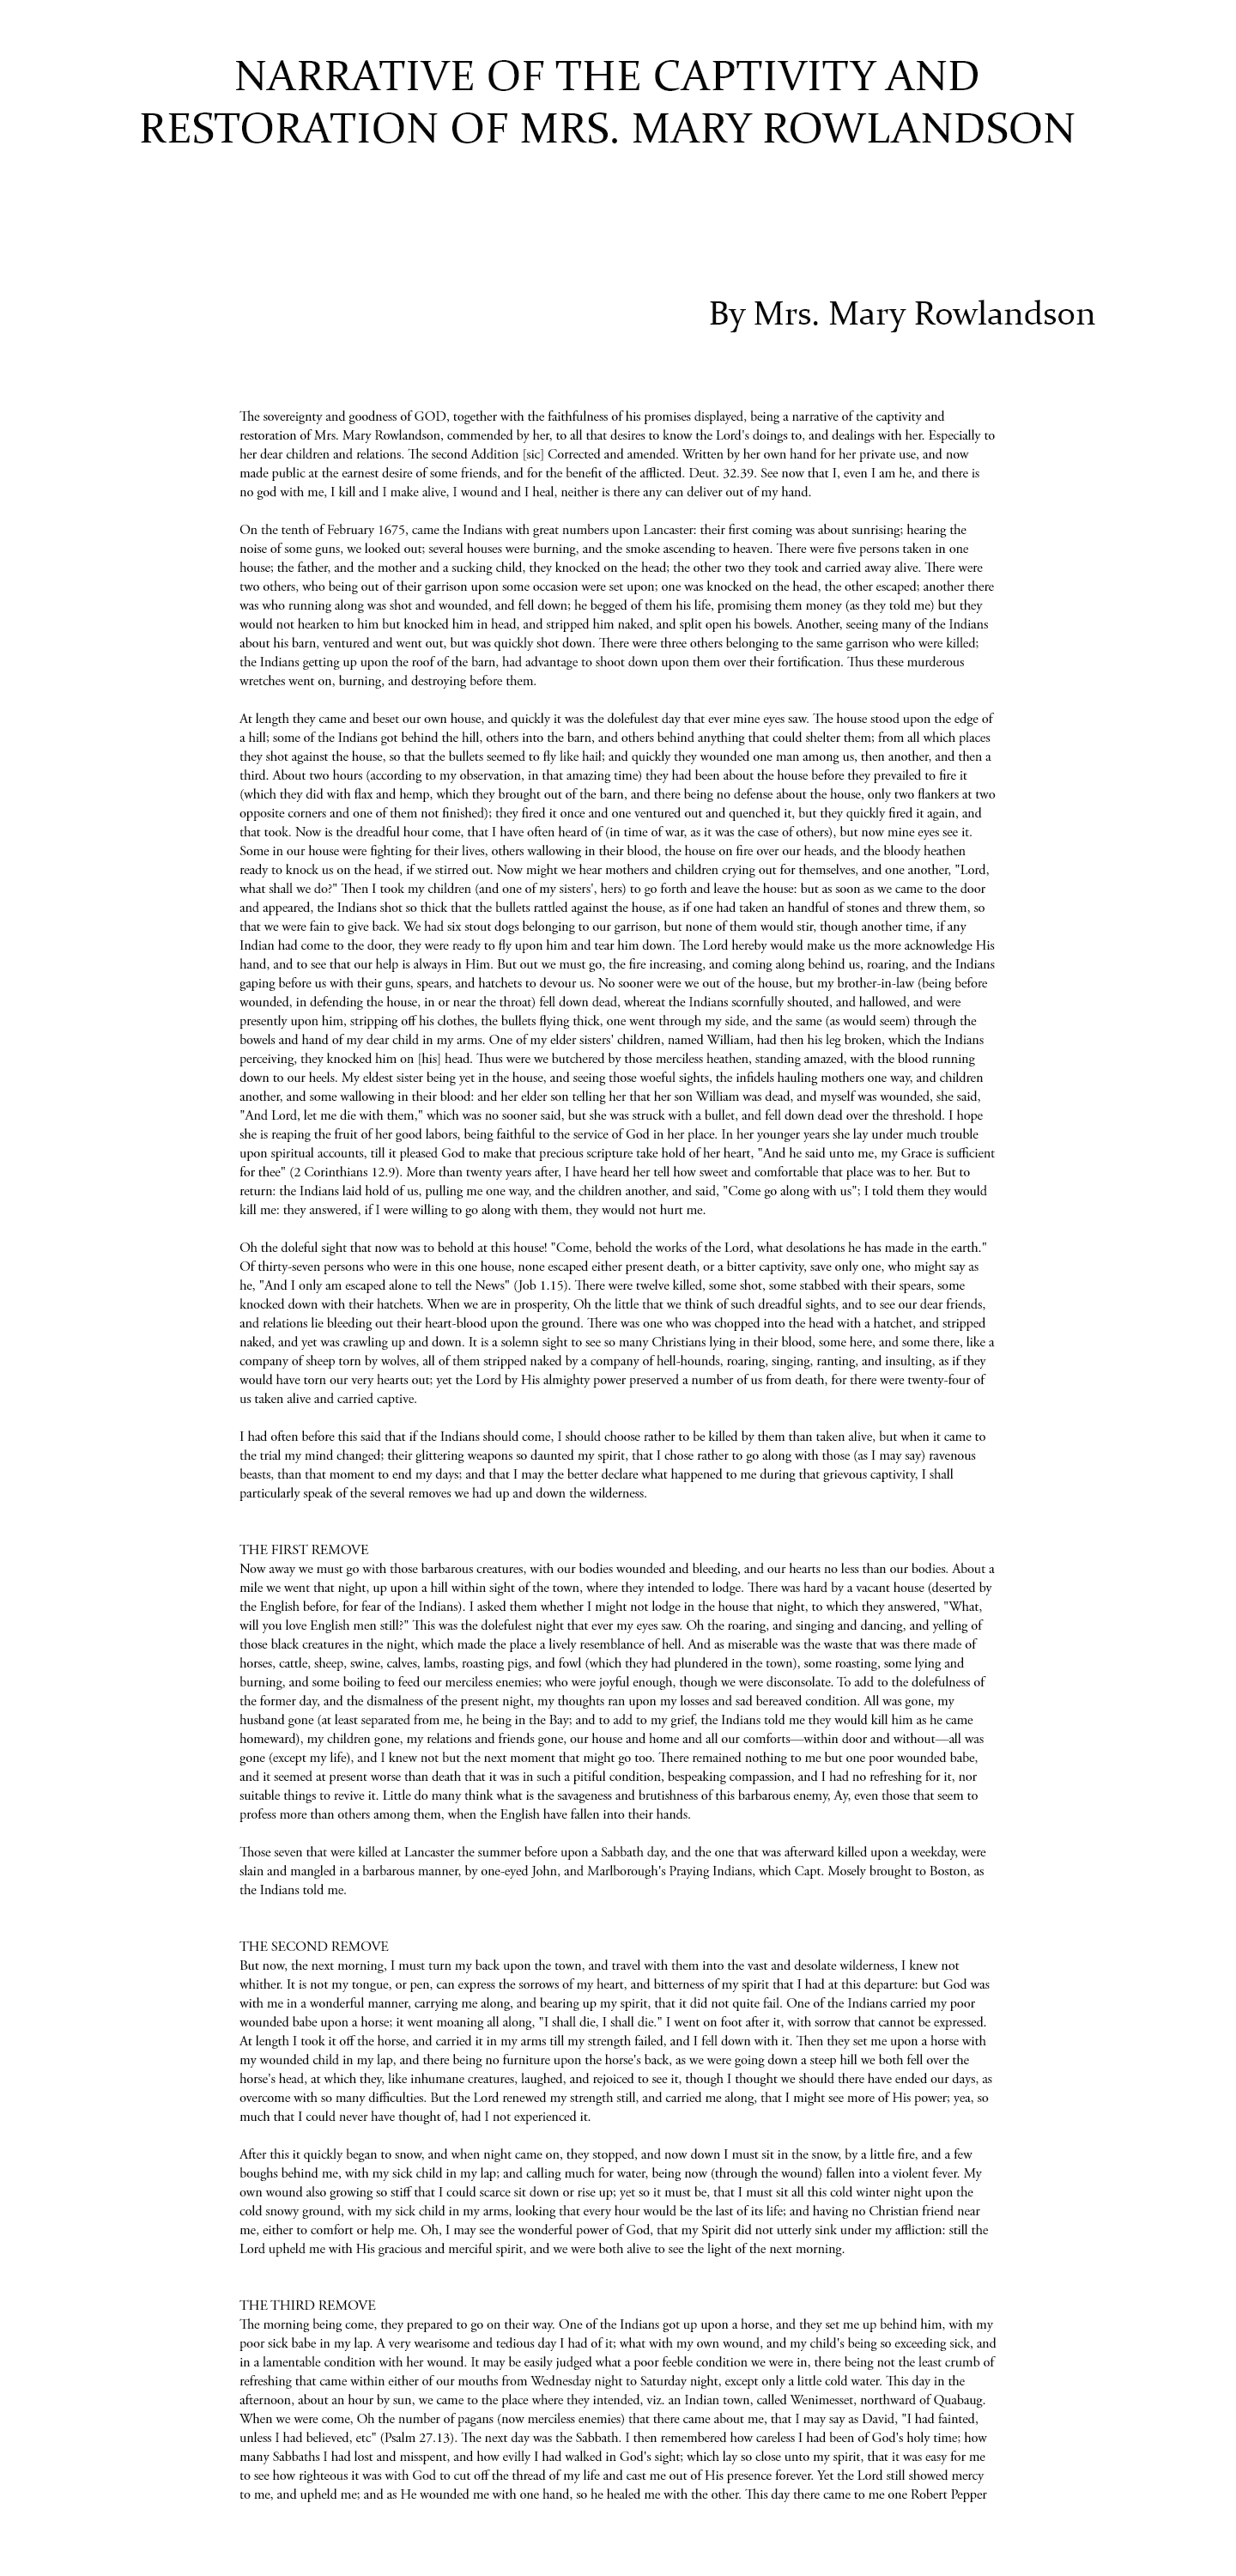 NARRATIVE OF THE CAPTIVITY AND
RESTORATION OF MRS. MARY ROWLANDSON
By Mrs. Mary Rowlandson
The sovereignty and goodness of GOD, together with the faithfulness of his promises displayed, being a narrative of the captivity and
restoration of Mrs. Mary Rowlandson, commended by her, to all that desires to know the Lord's doings to, and dealings with her. Especially to
her dear children and relations. The second Addition [sic] Corrected and amended. Written by her own hand for her private use, and now
made public at the earnest desire of some friends, and for the benefit of the afflicted. Deut. 32.39. See now that I, even I am he, and there is
no god with me, I kill and I make alive, I wound and I heal, neither is there any can deliver out of my hand.
On the tenth of February 1675, came the Indians with great numbers upon Lancaster: their first coming was about sunrising; hearing the
noise of some guns, we looked out; several houses were burning, and the smoke ascending to heaven. There were five persons taken in one
house; the father, and the mother and a sucking child, they knocked on the head; the other two they took and carried away alive. There were
two others, who being out of their garrison upon some occasion were set upon; one was knocked on the head, the other escaped; another there
was who running along was shot and wounded, and fell down; he begged of them his life, promising them money (as they told me) but they
would not hearken to him but knocked him in head, and stripped him naked, and split open his bowels. Another, seeing many of the Indians
about his barn, ventured and went out, but was quickly shot down. There were three others belonging to the same garrison who were killed;
the Indians getting up upon the roof of the barn, had advantage to shoot down upon them over their fortification. Thus these murderous
wretches went on, burning, and destroying before them.
At length they came and beset our own house, and quickly it was the dolefulest day that ever mine eyes saw. The house stood upon the edge of
a hill; some of the Indians got behind the hill, others into the barn, and others behind anything that could shelter them; from all which places
they shot against the house, so that the bullets seemed to fly like hail; and quickly they wounded one man among us, then another, and then a
third. About two hours (according to my observation, in that amazing time) they had been about the house before they prevailed to fire it
(which they did with flax and hemp, which they brought out of the barn, and there being no defense about the house, only two flankers at two
opposite corners and one of them not finished); they fired it once and one ventured out and quenched it, but they quickly fired it again, and
that took. Now is the dreadful hour come, that I have often heard of (in time of war, as it was the case of others), but now mine eyes see it.
Some in our house were fighting for their lives, others wallowing in their blood, the house on fire over our heads, and the bloody heathen
ready to knock us on the head, if we stirred out. Now might we hear mothers and children crying out for themselves, and one another, "Lord,
what shall we do?" Then I took my children (and one of my sisters', hers) to go forth and leave the house: but as soon as we came to the door
and appeared, the Indians shot so thick that the bullets rattled against the house, as if one had taken an handful of stones and threw them, so
that we were fain to give back. We had six stout dogs belonging to our garrison, but none of them would stir, though another time, if any
Indian had come to the door, they were ready to fly upon him and tear him down. The Lord hereby would make us the more acknowledge His
hand, and to see that our help is always in Him. But out we must go, the fire increasing, and coming along behind us, roaring, and the Indians
gaping before us with their guns, spears, and hatchets to devour us. No sooner were we out of the house, but my brother-in-law (being before
wounded, in defending the house, in or near the throat) fell down dead, whereat the Indians scornfully shouted, and hallowed, and were
presently upon him, stripping off his clothes, the bullets flying thick, one went through my side, and the same (as would seem) through the
bowels and hand of my dear child in my arms. One of my elder sisters' children, named William, had then his leg broken, which the Indians
perceiving, they knocked him on [his] head. Thus were we butchered by those merciless heathen, standing amazed, with the blood running
down to our heels. My eldest sister being yet in the house, and seeing those woeful sights, the infidels hauling mothers one way, and children
another, and some wallowing in their blood: and her elder son telling her that her son William was dead, and myself was wounded, she said,
"And Lord, let me die with them," which was no sooner said, but she was struck with a bullet, and fell down dead over the threshold. I hope
she is reaping the fruit of her good labors, being faithful to the service of God in her place. In her younger years she lay under much trouble
upon spiritual accounts, till it pleased God to make that precious scripture take hold of her heart, "And he said unto me, my Grace is sufficient
for thee" (2 Corinthians 12.9). More than twenty years after, I have heard her tell how sweet and comfortable that place was to her. But to
return: the Indians laid hold of us, pulling me one way, and the children another, and said, "Come go along with us"; I told them they would
kill me: they answered, if I were willing to go along with them, they would not hurt me.
Oh the doleful sight that now was to behold at this house! "Come, behold the works of the Lord, what desolations he has made in the earth."
Of thirty-seven persons who were in this one house, none escaped either present death, or a bitter captivity, save only one, who might say as
he, "And I only am escaped alone to tell the News" (Job 1.15). There were twelve killed, some shot, some stabbed with their spears, some
knocked down with their hatchets. When we are in prosperity, Oh the little that we think of such dreadful sights, and to see our dear friends,
and relations lie bleeding out their heart-blood upon the ground. There was one who was chopped into the head with a hatchet, and stripped
naked, and yet was crawling up and down. It is a solemn sight to see so many Christians lying in their blood, some here, and some there, like a
company of sheep torn by wolves, all of them stripped naked by a company of hell-hounds, roaring, singing, ranting, and insulting, as if they
would have torn our very hearts out; yet the Lord by His almighty power preserved a number of us from death, for there were twenty-four of
us taken alive and carried captive.
I had often before this said that if the Indians should come, I should choose rather to be killed by them than taken alive, but when it came to
the trial my mind changed; their glittering weapons so daunted my spirit, that I chose rather to go along with those (as I may say) ravenous
beasts, than that moment to end my days; and that I may the better declare what happened to me during that grievous captivity, I shall
particularly speak of the several removes we had up and down the wilderness.
THE FIRST REMOVE
Now away we must go with those barbarous creatures, with our bodies wounded and bleeding, and our hearts no less than our bodies. About a
mile we went that night, up upon a hill within sight of the town, where they intended to lodge. There was hard by a vacant house (deserted by
the English before, for fear of the Indians). I asked them whether I might not lodge in the house that night, to which they answered, "What,
will you love English men still?" This was the dolefulest night that ever my eyes saw. Oh the roaring, and singing and dancing, and yelling of
those black creatures in the night, which made the place a lively resemblance of hell. And as miserable was the waste that was there made of
horses, cattle, sheep, swine, calves, lambs, roasting pigs, and fowl (which they had plundered in the town), some roasting, some lying and
burning, and some boiling to feed our merciless enemies; who were joyful enough, though we were disconsolate. To add to the dolefulness of
the former day, and the dismalness of the present night, my thoughts ran upon my losses and sad bereaved condition. All was gone, my
husband gone (at least separated from me, he being in the Bay; and to add to my grief, the Indians told me they would kill him as he came
homeward), my children gone, my relations and friends gone, our house and home and all our comforts—within door and without—all was
gone (except my life), and I knew not but the next moment that might go too. There remained nothing to me but one poor wounded babe,
and it seemed at present worse than death that it was in such a pitiful condition, bespeaking compassion, and I had no refreshing for it, nor
suitable things to revive it. Little do many think what is the savageness and brutishness of this barbarous enemy, Ay, even those that seem to
profess more than others among them, when the English have fallen into their hands.
Those seven that were killed at Lancaster the summer before upon a Sabbath day, and the one that was afterward killed upon a weekday, were
slain and mangled in a barbarous manner, by one-eyed John, and Marlborough's Praying Indians, which Capt. Mosely brought to Boston, as
the Indians told me.
THE SECOND REMOVE
But now, the next morning, I must turn my back upon the town, and travel with them into the vast and desolate wilderness, I knew not
whither. It is not my tongue, or pen, can express the sorrows of my heart, and bitterness of my spirit that I had at this departure: but God was
with me in a wonderful manner, carrying me along, and bearing up my spirit, that it did not quite fail. One of the Indians carried my poor
wounded babe upon a horse; it went moaning all along, "I shall die, I shall die." I went on foot after it, with sorrow that cannot be expressed.
At length I took it off the horse, and carried it in my arms till my strength failed, and I fell down with it. Then they set me upon a horse with
my wounded child in my lap, and there being no furniture upon the horse's back, as we were going down a steep hill we both fell over the
horse's head, at which they, like inhumane creatures, laughed, and rejoiced to see it, though I thought we should there have ended our days, as
overcome with so many difficulties. But the Lord renewed my strength still, and carried me along, that I might see more of His power; yea, so
much that I could never have thought of, had I not experienced it.
After this it quickly began to snow, and when night came on, they stopped, and now down I must sit in the snow, by a little fire, and a few
boughs behind me, with my sick child in my lap; and calling much for water, being now (through the wound) fallen into a violent fever. My
own wound also growing so stiff that I could scarce sit down or rise up; yet so it must be, that I must sit all this cold winter night upon the
cold snowy ground, with my sick child in my arms, looking that every hour would be the last of its life; and having no Christian friend near
me, either to comfort or help me. Oh, I may see the wonderful power of God, that my Spirit did not utterly sink under my affliction: still the
Lord upheld me with His gracious and merciful spirit, and we were both alive to see the light of the next morning.
THE THIRD REMOVE
The morning being come, they prepared to go on their way. One of the Indians got up upon a horse, and they set me up behind him, with my
poor sick babe in my lap. A very wearisome and tedious day I had of it; what with my own wound, and my child's being so exceeding sick, and
in a lamentable condition with her wound. It may be easily judged what a poor feeble condition we were in, there being not the least crumb of
refreshing that came within either of our mouths from Wednesday night to Saturday night, except only a little cold water. This day in the
afternoon, about an hour by sun, we came to the place where they intended, viz. an Indian town, called Wenimesset, northward of Quabaug.
When we were come, Oh the number of pagans (now merciless enemies) that there came about me, that I may say as David, "I had fainted,
unless I had believed, etc" (Psalm 27.13). The next day was the Sabbath. I then remembered how careless I had been of God's holy time; how
many Sabbaths I had lost and misspent, and how evilly I had walked in God's sight; which lay so close unto my spirit, that it was easy for me
to see how righteous it was with God to cut off the thread of my life and cast me out of His presence forever. Yet the Lord still showed mercy
to me, and upheld me; and as He wounded me with one hand, so he healed me with the other. This day there came to me one Robert Pepper